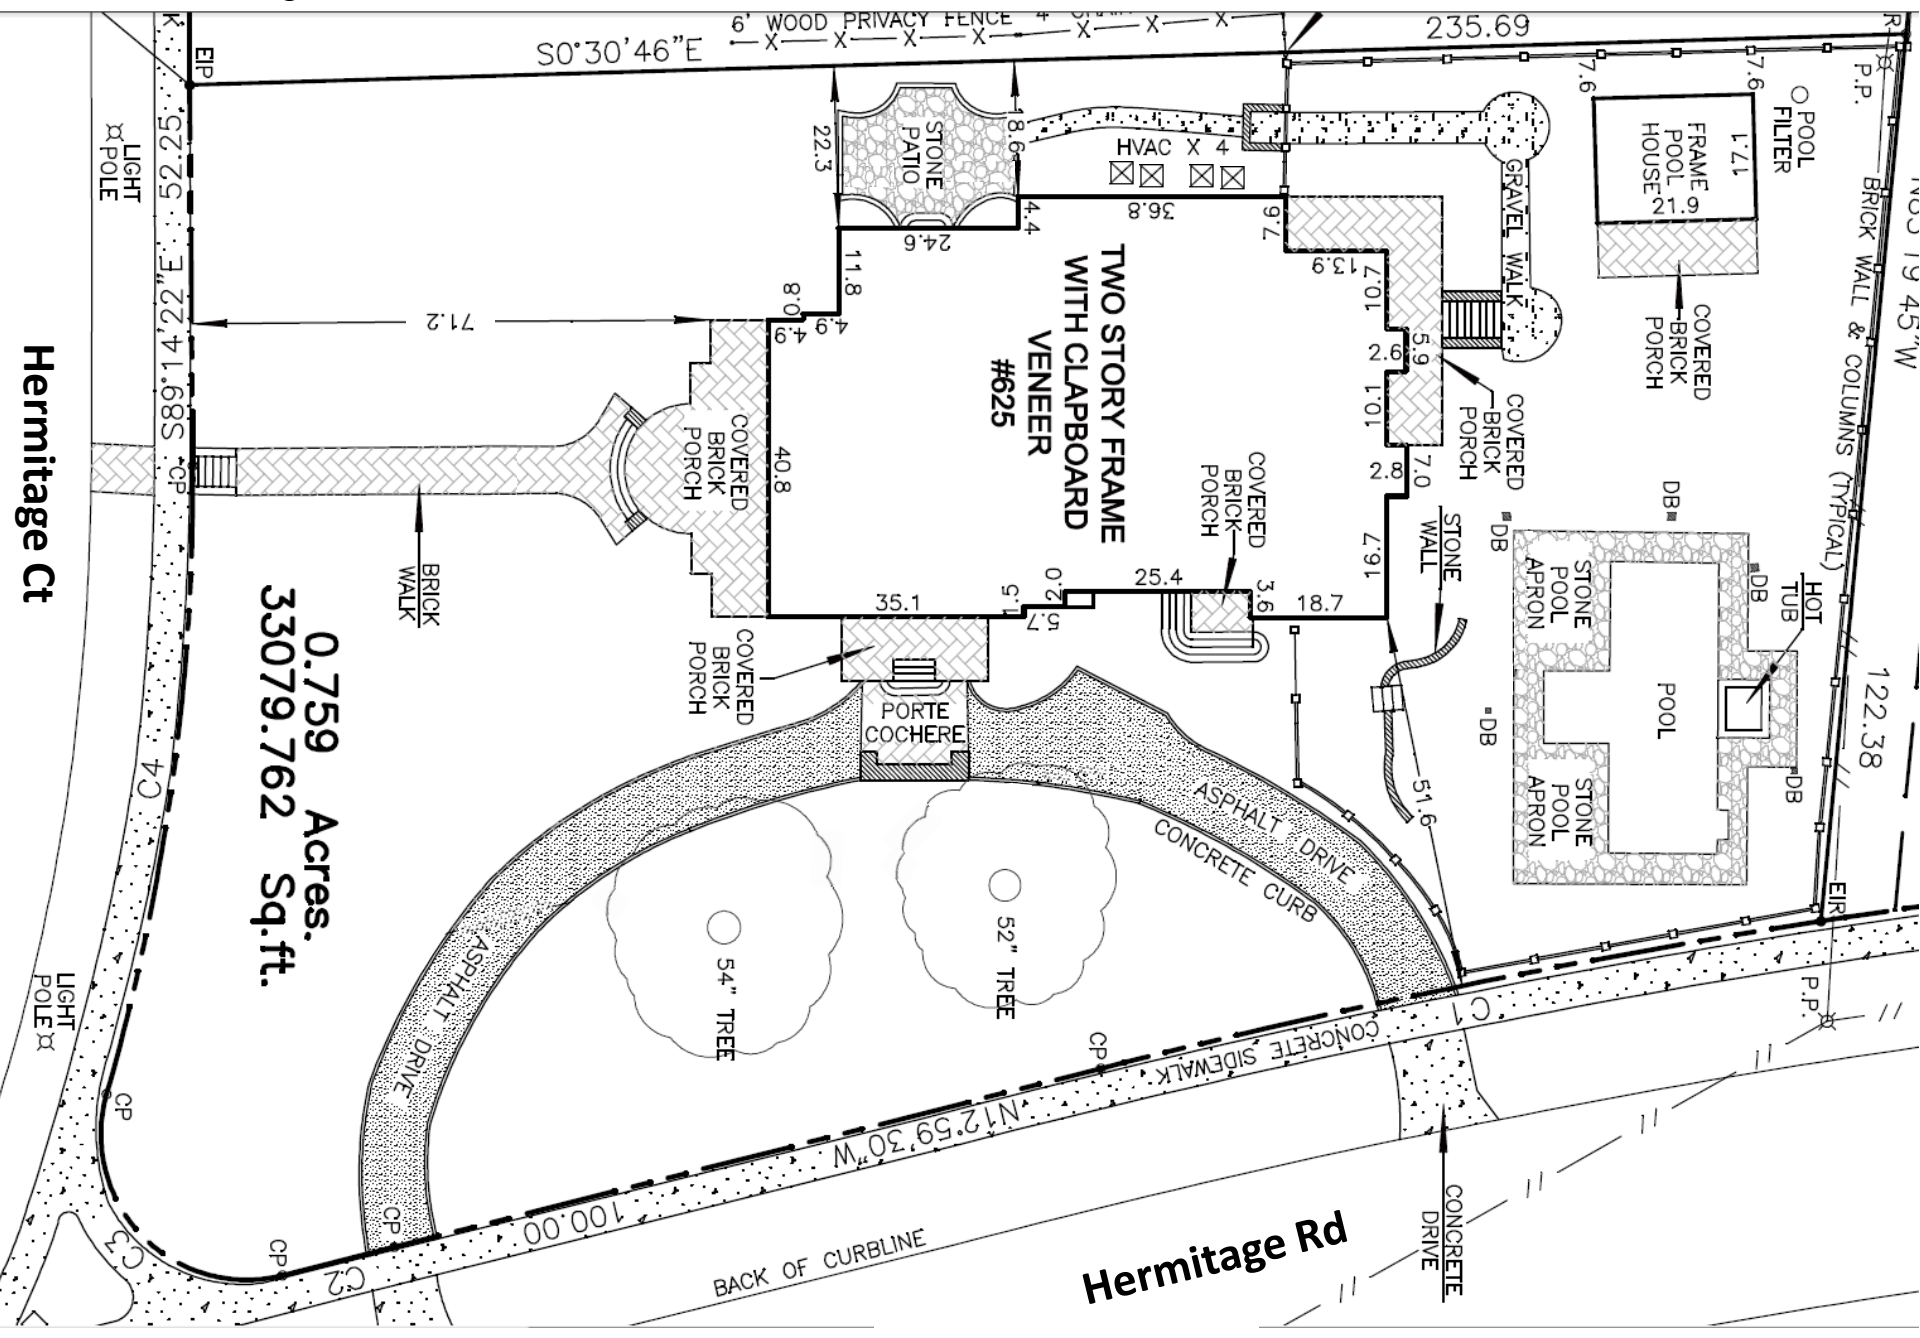 6' WOOD PRIVACY FENCE
S0°30'46"E
235.69
EIP
P.P.
7.6
7.6
POOL
FILTER
17.1
FRAME
POOL
HOUSE
21.9
COVERED
BRICK
PORCH
BRICK WALL & COLUMNS (TYPICAL)
122.38
LIGHT
POLE
S89°14'22"E
52.25
22.3
STONE
PATIO
18.6
HVAC X 4
GRAVEL WALK
4.4
36.8
7.6
24.6
13.9
10.7
11.8
0.8
4.9
4.9
5.9
2.6
10.1
COVERED
BRICK
PORCH
2.8
7.0
16.7
TWO STORY FRAME
WITH CLAPBOARD
VENEER
#625
71.2
Hermitage Ct
40.8
COVERED
BRICK
PORCH
CP
BRICK
WALK
COVERED
BRICK
PORCH
STONE
WALL
DB
DB
DB
DB
DB
HOT
TUB
STONE
POOL
APRON
POOL
STONE
POOL
APRON
35.1
1.5
5.7
2.0
25.4
3.6
18.7
COVERED
BRICK
PORCH
PORTE
COCHERE
51.6
0.759 Acres.
33079.762 Sq.ft.
C4
ASPHALT DRIVE
CONCRETE CURB
52" TREE
54" TREE
ASPHALT DRIVE
EIR
P.P.
C1
CONCRETE SIDEWALK
CP
N12°59'30"W
100.00
LIGHT
POLE
CP
C3
CP
C2
CP
BACK OF CURBLINE
Hermitage Rd
CONCRETE
DRIVE